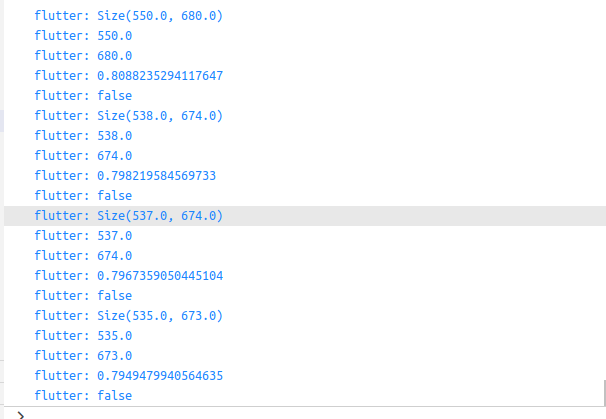 flutter: Size(550.0, 680.0)
flutter: 550.0
flutter: 680.0
flutter: 0.8088235294117647
flutter: false
flutter: Size(538.0, 674.0)
flutter: 538.0
flutter: 674.0
flutter: 0.798219584569733
flutter: false
flutter: Size(537.0, 674.0)
flutter: 537.0
flutter: 674.0
flutter: 0.7967359050445104
flutter: false
flutter: Size(535.0, 673.0)
flutter: 535.0
flutter: 673.0
flutter: 0.7949479940564635
flutter: false
>